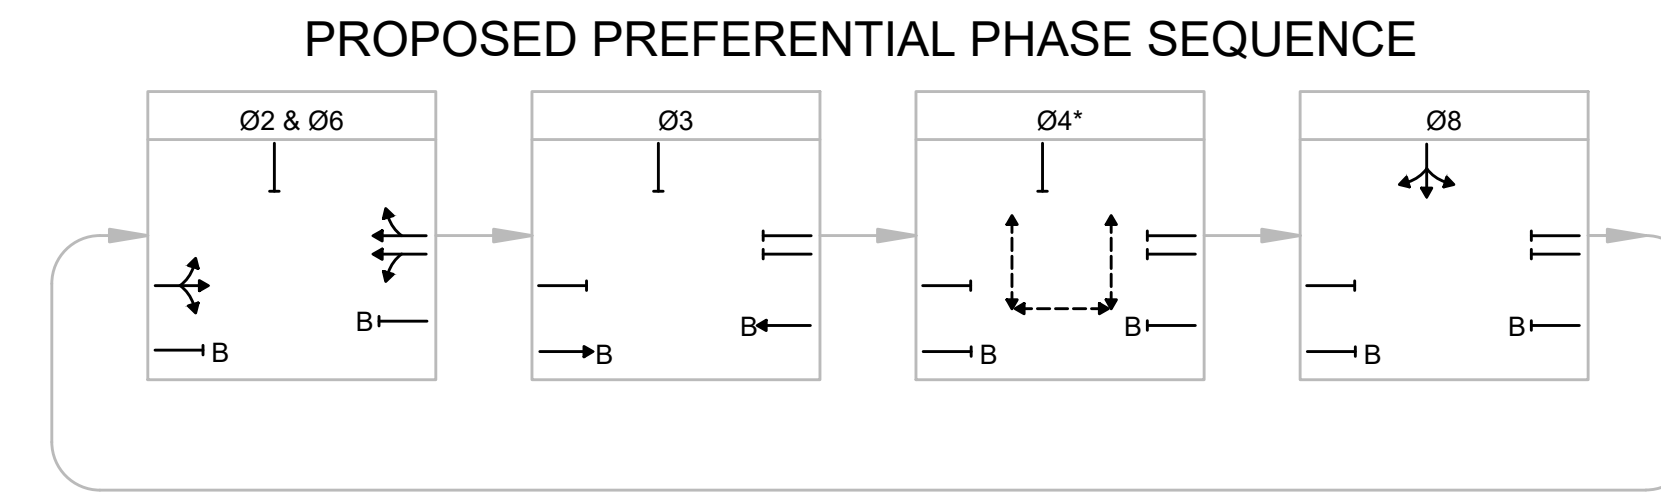 PROPOSED PREFERENTIAL PHASE SEQUENCE
Ø2 & Ø6
B
B
Ø3
B
B
Ø4*
B
B
Ø8
B
B